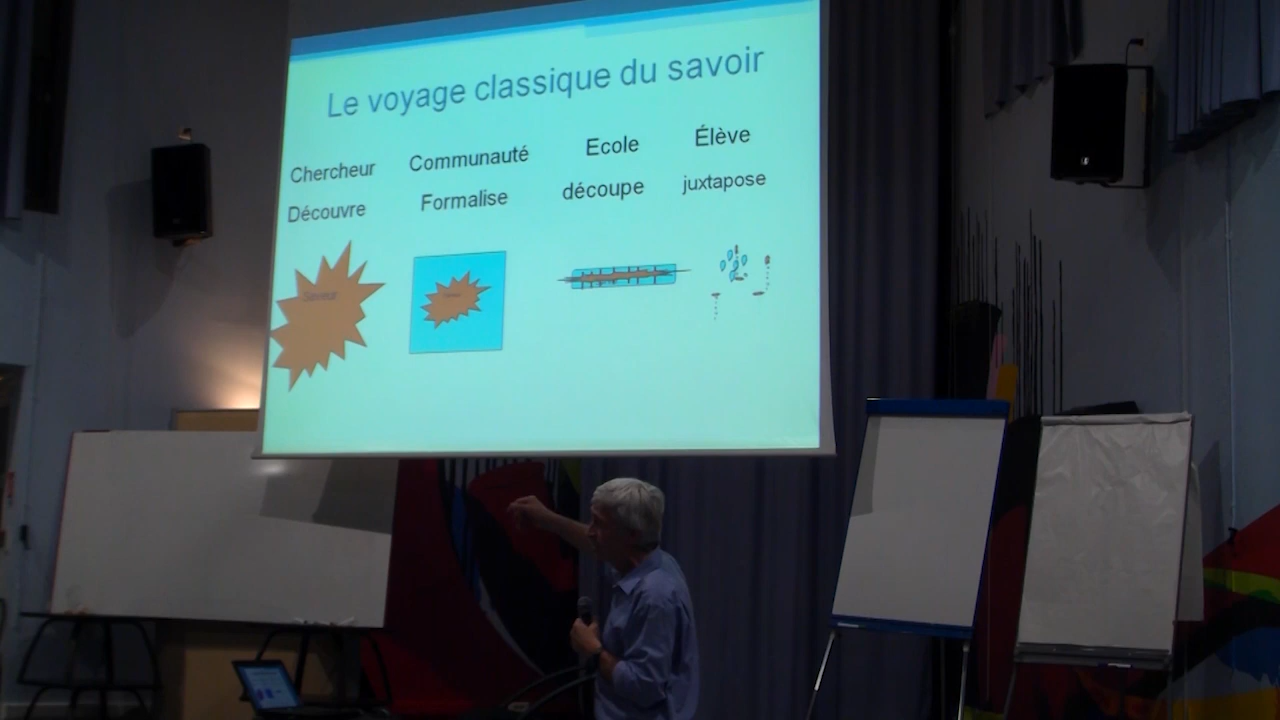 Le voyage classique du savoir
Chercheur Communauté Ecole Élève
Découvre Formalise découpe juxtapose